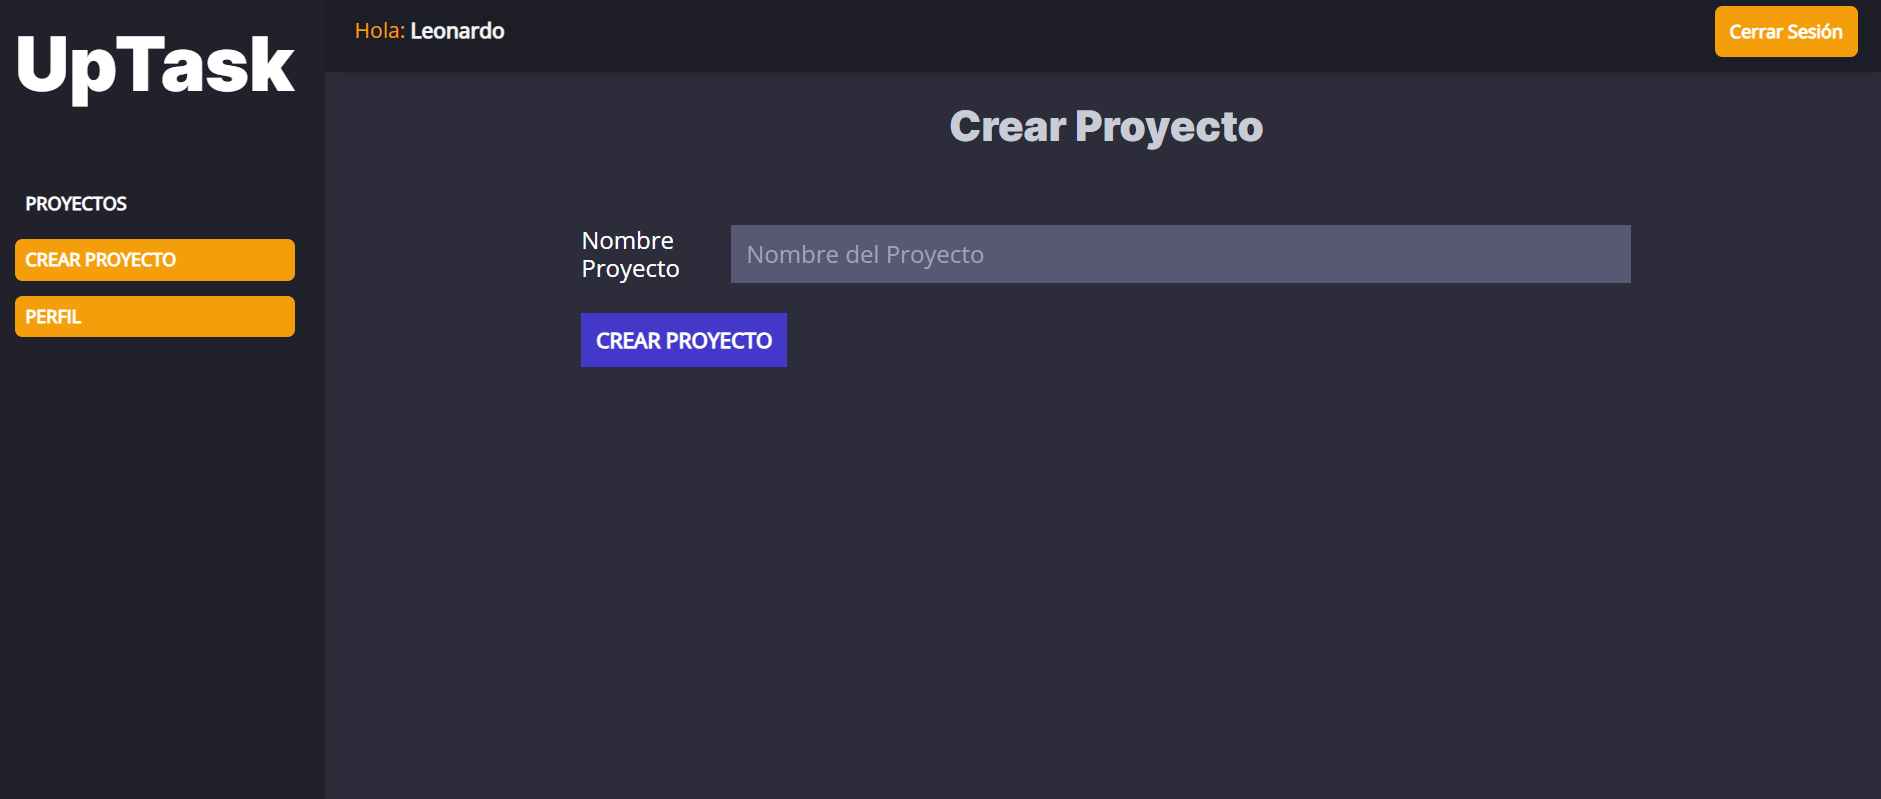 UpTask
PROYECTOS
CREAR PROYECTO
PERFIL
Hola: Leonardo
Cerrar Sesión
Crear Proyecto
Nombre
Proyecto
Nombre del Proyecto
CREAR PROYECTO